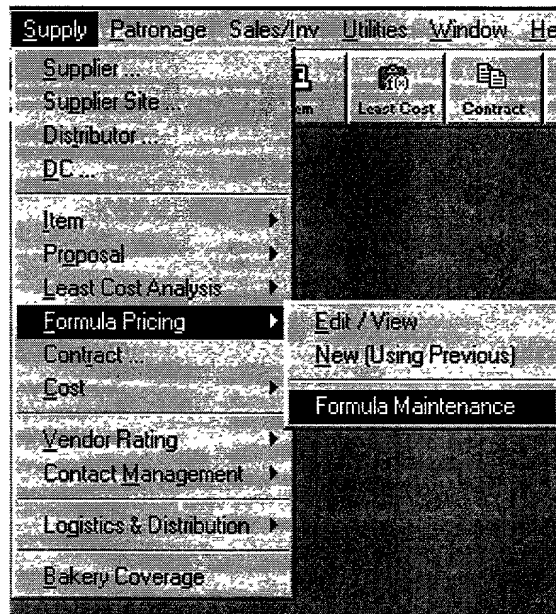 Supply Patronage Sales/Inv Utilities Window He
Supplier ...
Supplier Site ...
Distributor ...
DC ...
Least Cost Contract
Item
Proposal
Least Cost Analysis
Formula Pricing
Edit / View
New (Using Previous)
Formula Maintenance
Contract ...
Cost
Vendor Rating
Contact Management
Logistics & Distribution
Bakery Coverage